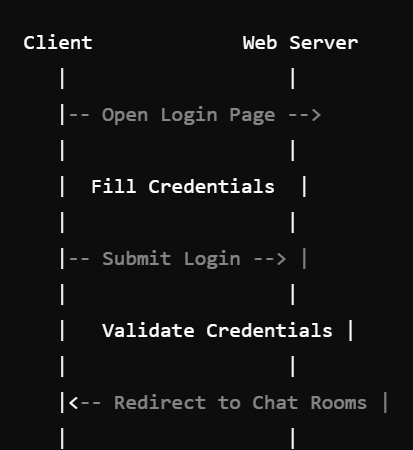 Client             Web Server
   |                   |
   |-- Open Login Page -->
   |                   |
   |  Fill Credentials  |
   |                   |
   |-- Submit Login --> |
   |                   |
   |   Validate Credentials |
   |                   |
   |<-- Redirect to Chat Rooms |
   |                   |